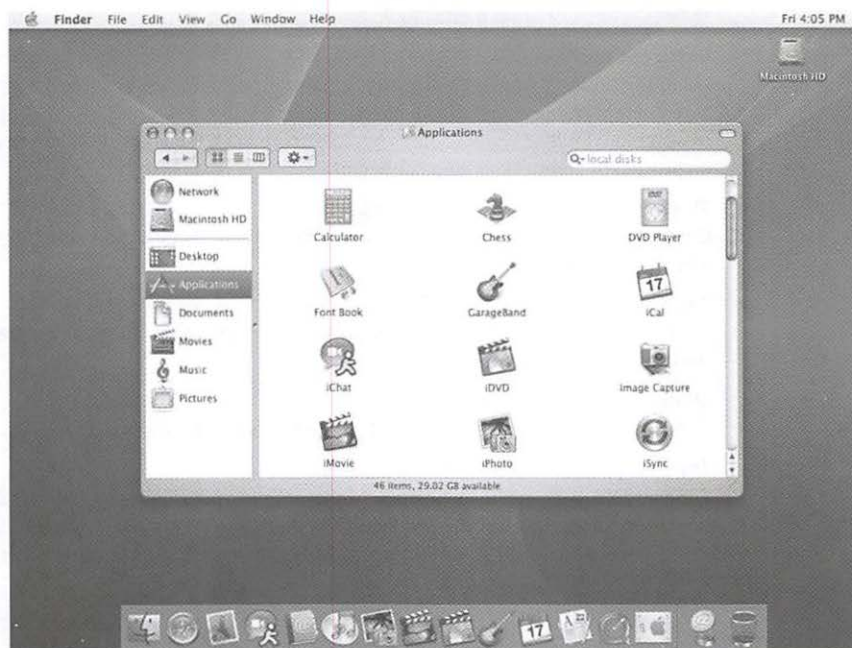 Finder File Edit View Go Window Help Fri 4:05 PM
Macintosh HD
Applications
local disks
Network
Macintosh HD
Desktop
Applications
Documents
Movies
Music
Pictures
Calculator Chess DVD Player
Font Book GarageBand iCal
17
iChat iDVD Image Capture
iMovie iPhoto iSync
46 items, 29.02 GB available
17